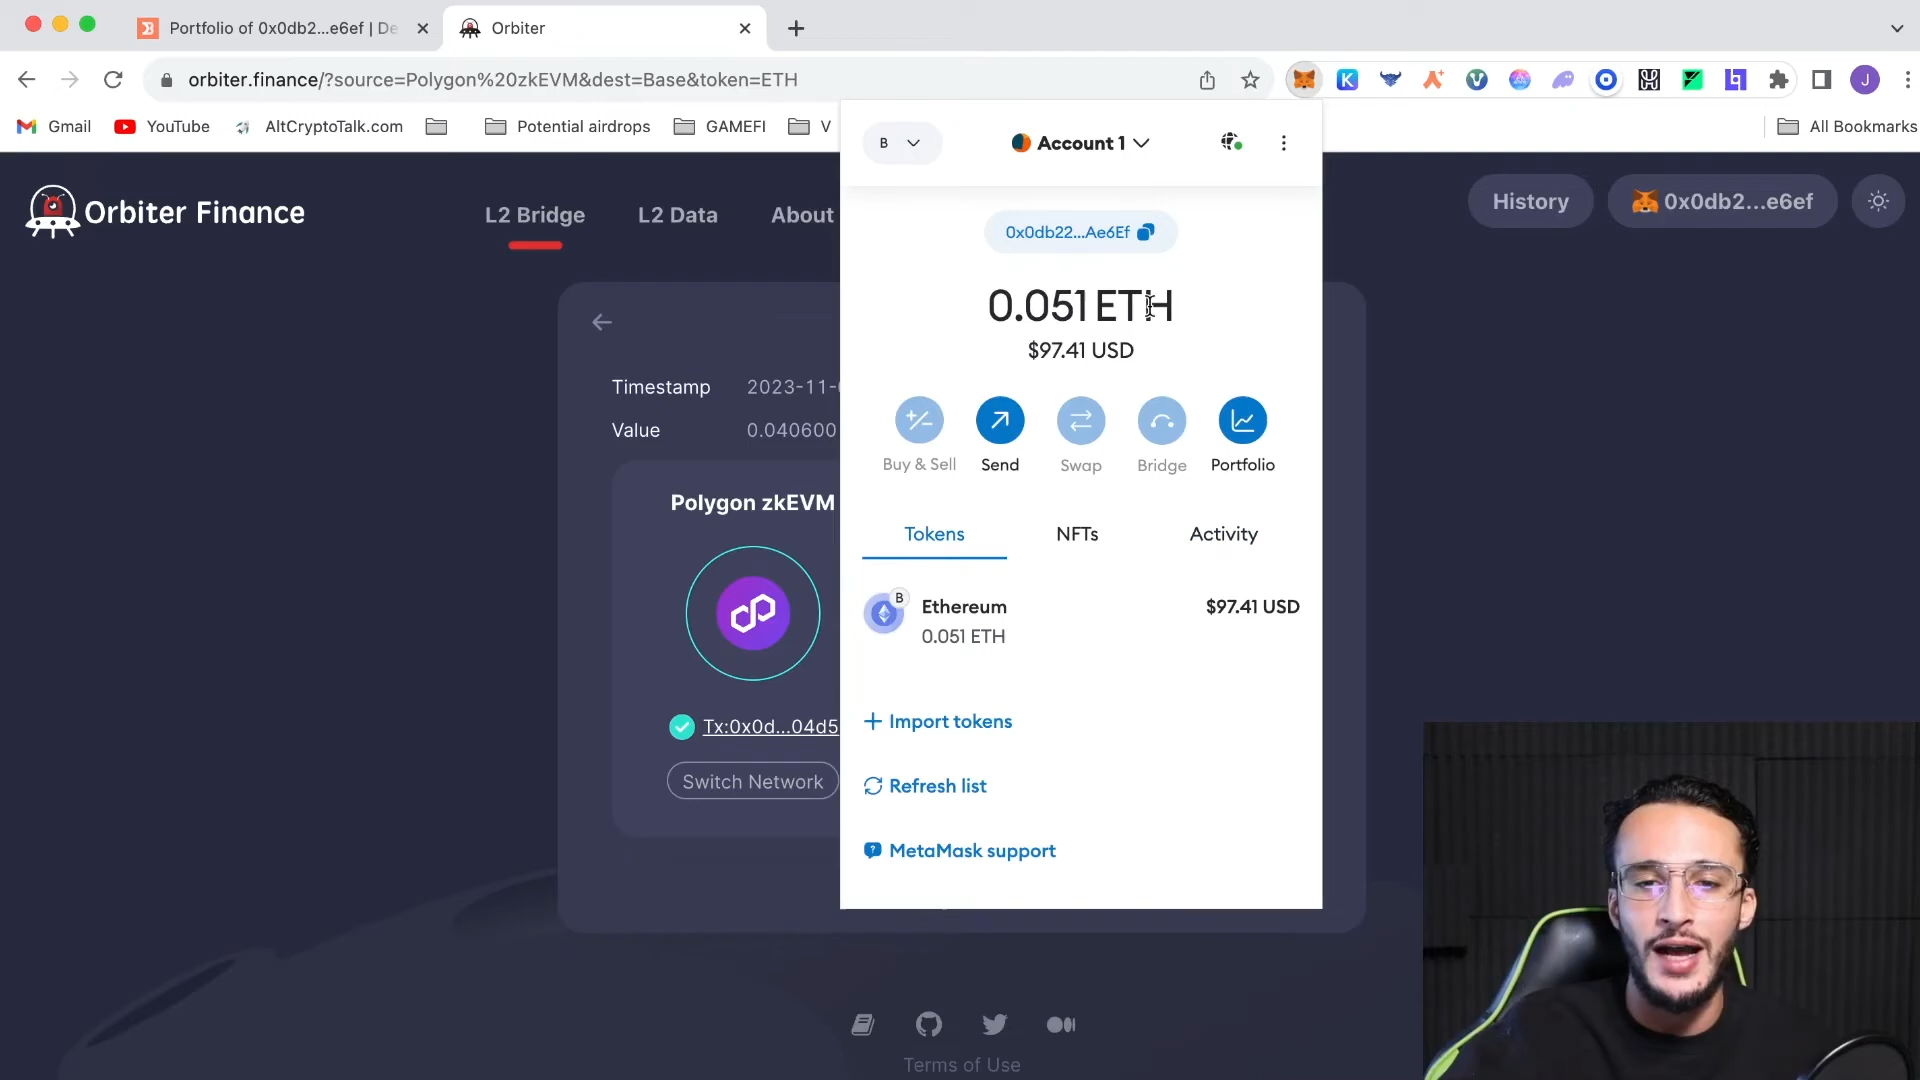 Portfolio of 0x0db2...e6ef | De
Orbiter
orbiter.finance/?source=Polygon%20zkEVM&dest=Base&token=ETH
J
Gmail
YouTube
AltCryptoTalk.com
Potential airdrops
GAMEFI
V
All Bookmarks
Orbiter Finance
L2 Bridge
L2 Data
About
History
0x0db2...e6ef
B
Account 1
0x0db22...Ae6Ef
0.051 ETH
$97.41 USD
Buy & Sell
Send
Swap
Bridge
Portfolio
Tokens
NFTs
Activity
B
Ethereum
$97.41 USD
0.051 ETH
Import tokens
Refresh list
MetaMask support
Timestamp 2023-11-
Value 0.040600
Polygon zkEVM
Tx:0x0d...04d5
Switch Network
Terms of Use